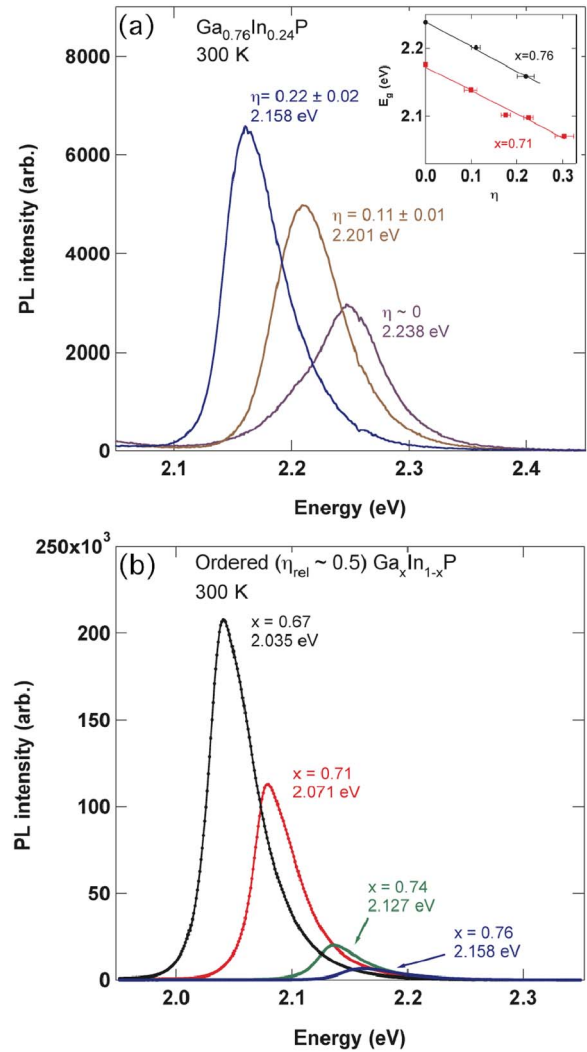 (a)
Ga0.76In0.24P
300 K
η= 0.22 ± 0.02
2.158 eV
η = 0.11 ± 0.01
2.201 eV
η ~ 0
2.238 eV
PL intensity (arb.)
8000
6000
4000
2000
0
2.1
2.2
2.3
2.4
Energy (eV)
Eg (eV)
2.2
2.1
x=0.76
x=0.71
0.0
0.1
0.2
0.3
η
(b)
Ordered (ηrel ~ 0.5) GaxIn1-xP
300 K
x = 0.67
2.035 eV
x = 0.71
2.071 eV
x = 0.74
2.127 eV
x = 0.76
2.158 eV
PL intensity (arb.)
250x10³
200
150
100
50
0
2.0
2.1
2.2
2.3
Energy (eV)